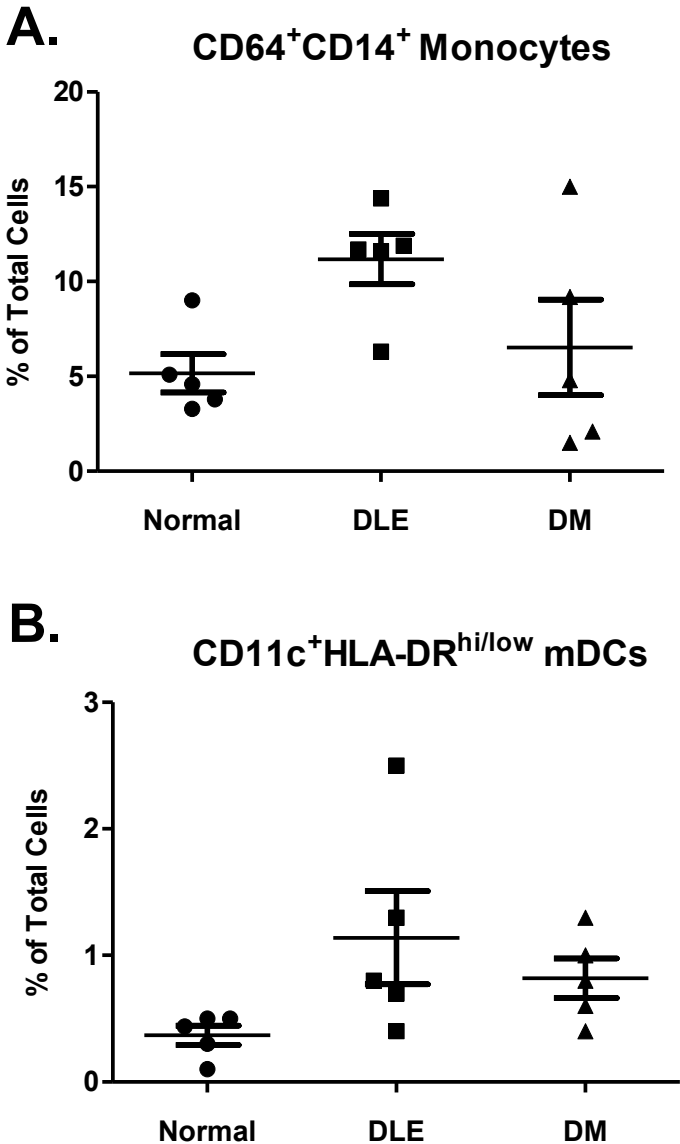 A.
CD64⁺CD14⁺ Monocytes
% of Total Cells
20
15
10
5
0
Normal DLE DM
B.
CD11c⁺HLA-DRʰⁱ/ˡᵒʷ mDCs
% of Total Cells
3
2
1
0
Normal DLE DM